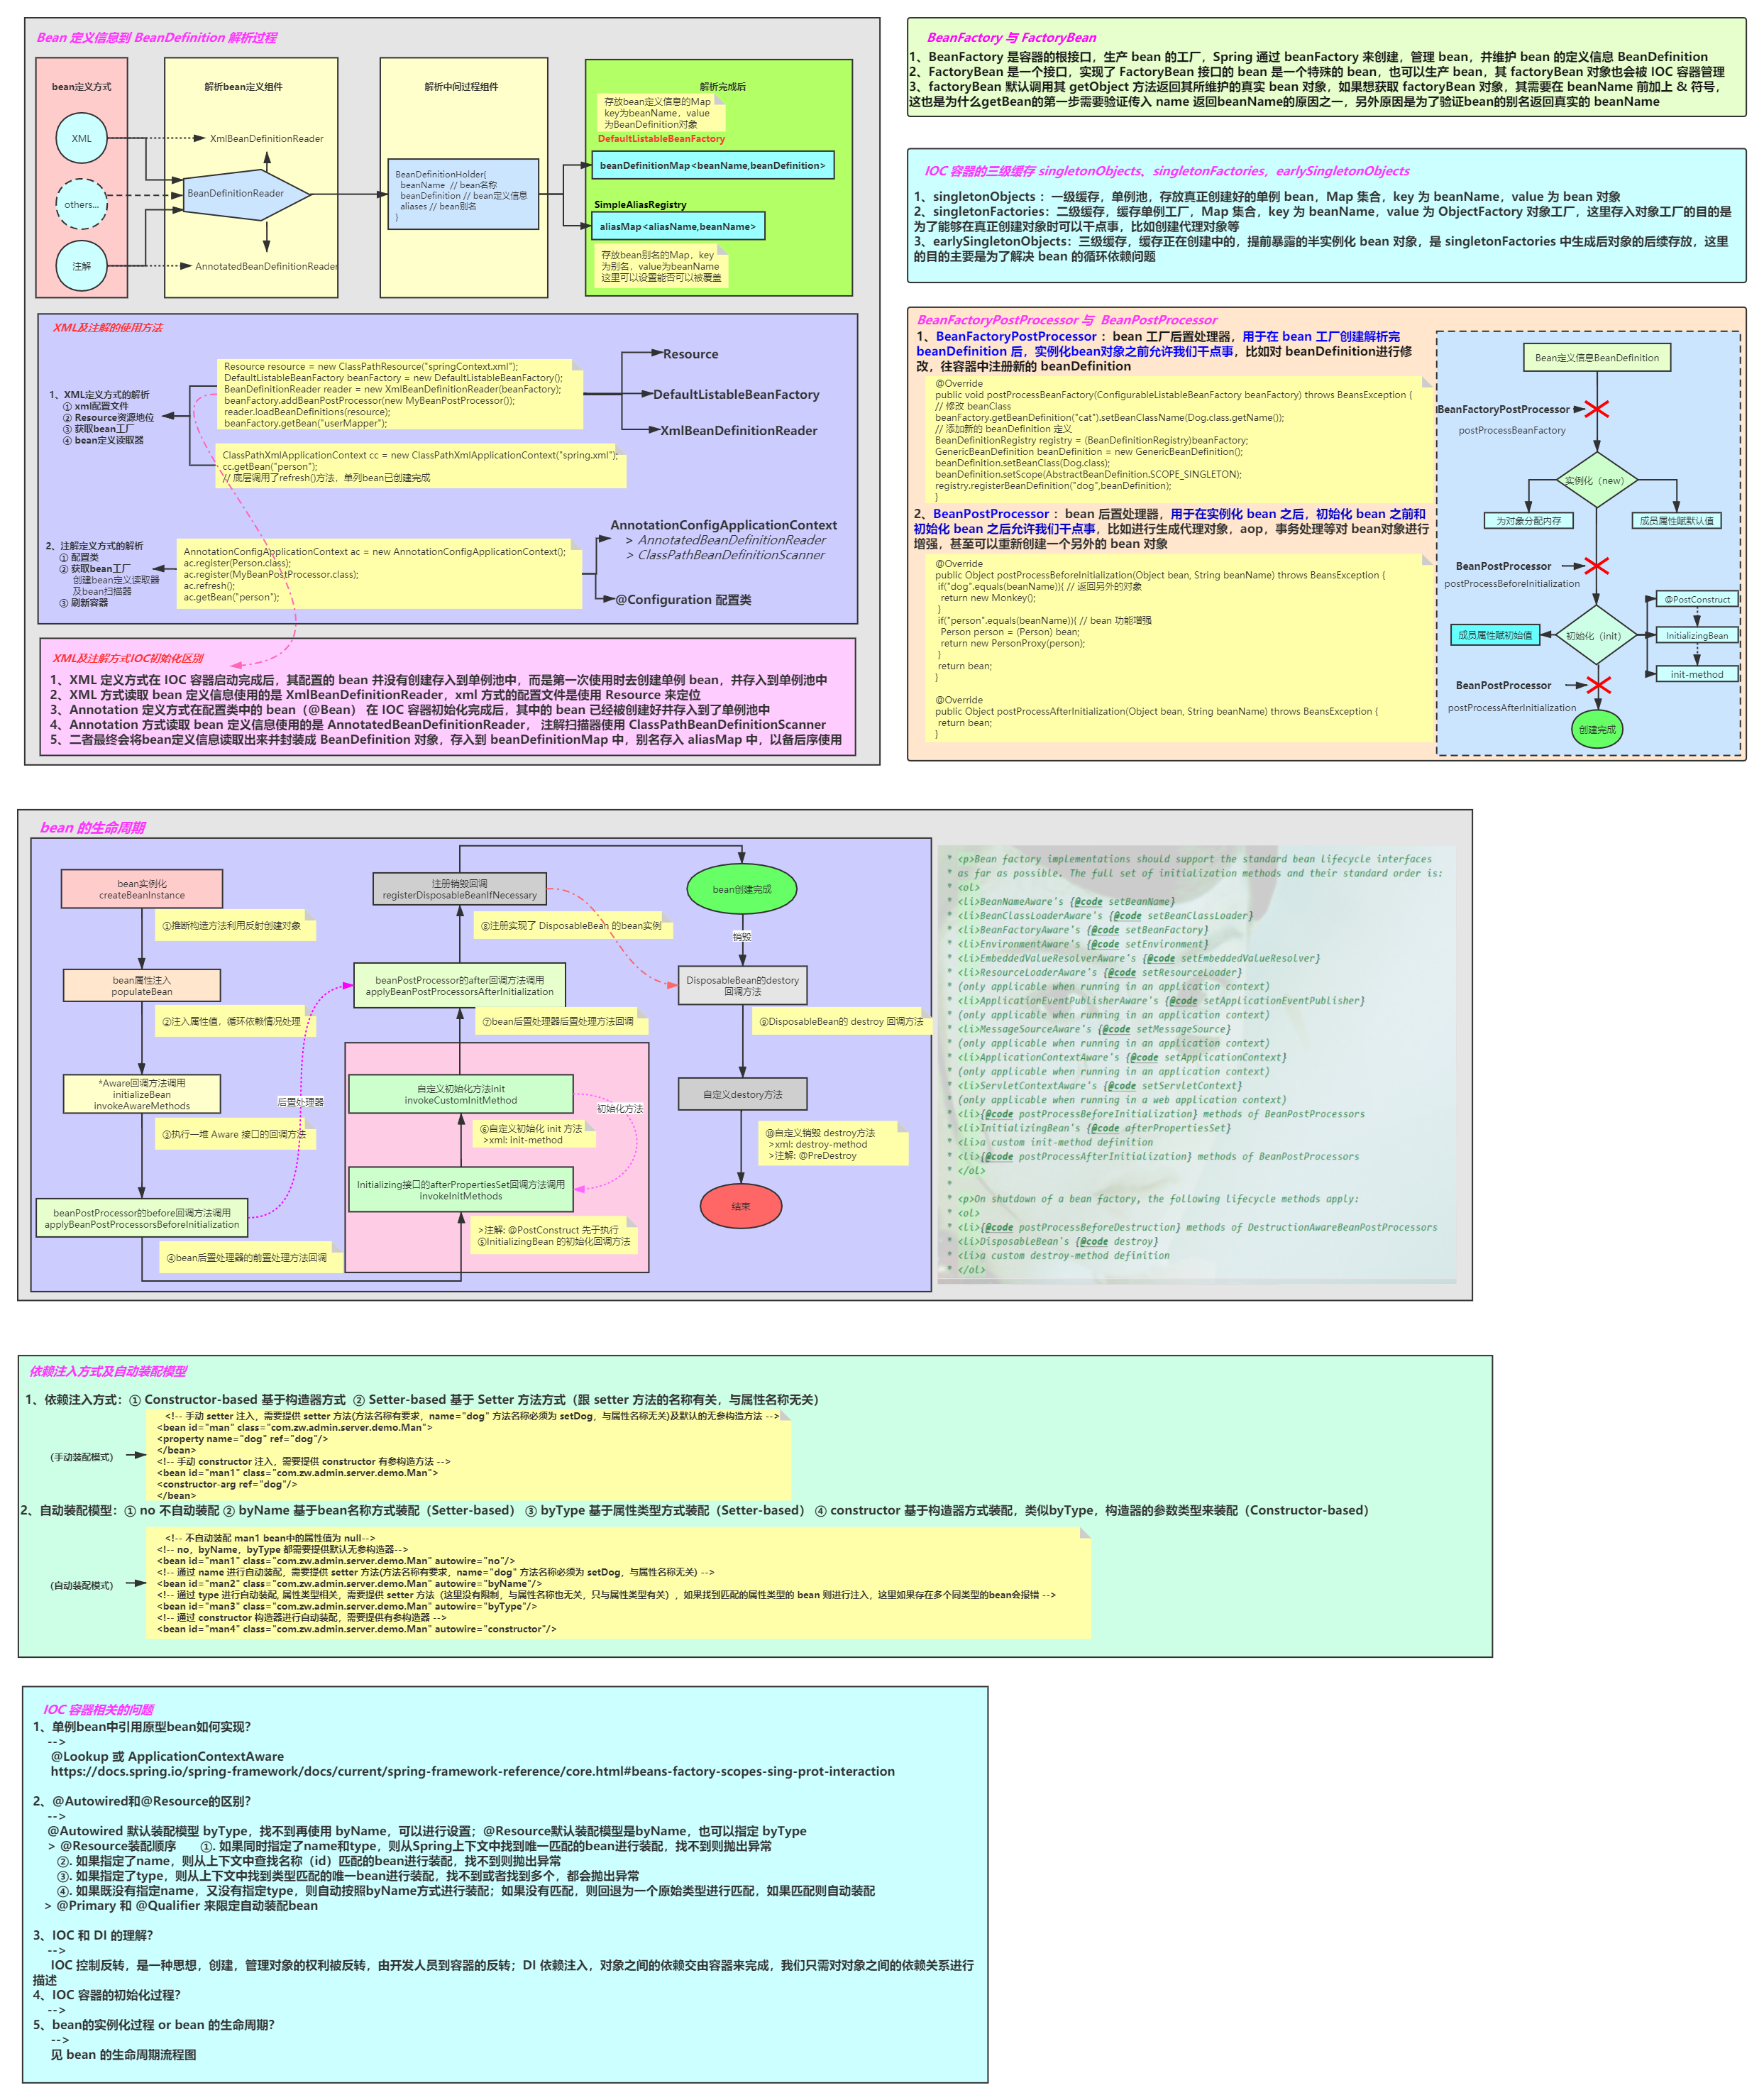 Bean 定义信息到 BeanDefinition 解析过程
bean定义方式
解析bean定义组件
解析中间过程组件
解析完成后
XML
others...
注解
XmlBeanDefinitionReader
BeanDefinitionReader
AnnotatedBeanDefinitionReader
BeanDefinitionHolder{
beanName // bean名称
beanDefinition // bean定义信息
aliases // bean别名
}
存放bean定义信息的Map
key为beanName，value
为BeanDefinition对象
DefaultListableBeanFactory
beanDefinitionMap<beanName,beanDefinition>
SimpleAliasRegistry
aliasMap<aliasName,beanName>
存放bean别名的Map，key
为别名，value为beanName
这里可以设置能否可以被覆盖
XML及注解的使用方法
1、XML定义方式的解析
① xml配置文件
② Resource资源地位
③ 获取bean工厂
④ bean定义读取器
Resource resource = new ClassPathResource("springContext.xml");
DefaultListableBeanFactory beanFactory = new DefaultListableBeanFactory();
BeanDefinitionReader reader = new XmlBeanDefinitionReader(beanFactory);
beanFactory.addBeanPostProcessor(new MyBeanPostProcessor());
reader.loadBeanDefinitions(resource);
beanFactory.getBean("userMapper");
Resource
DefaultListableBeanFactory
XmlBeanDefinitionReader
ClassPathXmlApplicationContext cc = new ClassPathXmlApplicationContext("spring.xml");
cc.getBean("person");
// 底层调用了refresh()方法，单列bean已创建完成
2、注解定义方式的解析
① 配置类
② 获取bean工厂
创建bean定义读取器
及bean扫描器
③ 刷新容器
AnnotationConfigApplicationContext ac = new AnnotationConfigApplicationContext();
ac.register(Person.class);
ac.register(MyBeanPostProcessor.class);
ac.refresh();
ac.getBean("person");
AnnotationConfigApplicationContext
> AnnotatedBeanDefinitionReader
> ClassPathBeanDefinitionScanner
@Configuration 配置类
XML及注解方式IOC初始化区别
1、XML 定义方式在 IOC 容器启动完成后，其配置的 bean 并没有创建存入到单例池中，而是第一次使用时去创建单例 bean，并存入到单例池中
2、XML 方式读取 bean 定义信息使用的是 XmlBeanDefinitionReader，xml 方式的配置文件是使用 Resource 来定位
3、Annotation 定义方式在配置类中的 bean（@Bean） 在 IOC 容器初始化完成后，其中的 bean 已经被创建好并存入到了单例池中
4、Annotation 方式读取 bean 定义信息使用的是 AnnotatedBeanDefinitionReader， 注解扫描器使用 ClassPathBeanDefinitionScanner
5、二者最终会将bean定义信息读取出来并封装成 BeanDefinition 对象，存入到 beanDefinitionMap 中，别名存入 aliasMap 中，以备后序使用
BeanFactory 与 FactoryBean
1、BeanFactory 是容器的根接口，生产 bean 的工厂，Spring 通过 beanFactory 来创建，管理 bean，并维护 bean 的定义信息 BeanDefinition
2、FactoryBean 是一个接口，实现了 FactoryBean 接口的 bean 是一个特殊的 bean，也可以生产 bean，其 factoryBean 对象也会被 IOC 容器管理
3、factoryBean 默认调用其 getObject 方法返回其所维护的真实 bean 对象，如果想获取 factoryBean 对象，其需要在 beanName 前加上 & 符号，
这也是为什么getBean的第一步需要验证传入 name 返回beanName的原因之一，另外原因是为了验证bean的别名返回真实的 beanName
IOC 容器的三级缓存 singletonObjects、singletonFactories，earlySingletonObjects
1、singletonObjects ：一级缓存，单例池，存放真正创建好的单例 bean，Map 集合，key 为 beanName，value 为 bean 对象
2、singletonFactories：二级缓存，缓存单例工厂，Map 集合，key 为 beanName，value 为 ObjectFactory 对象工厂，这里存入对象工厂的目的是
为了能够在真正创建对象时可以干点事，比如创建代理对象等
3、earlySingletonObjects：三级缓存，缓存正在创建中的，提前暴露的半实例化 bean 对象，是 singletonFactories 中生成后对象的后续存放，这里
的目的主要是为了解决 bean 的循环依赖问题
BeanFactoryPostProcessor 与 BeanPostProcessor
1、BeanFactoryPostProcessor ：bean 工厂后置处理器，用于在 bean 工厂创建解析完
beanDefinition 后，实例化bean对象之前允许我们干点事，比如对 beanDefinition进行修
改，往容器中注册新的 beanDefinition
@Override
public void postProcessBeanFactory(ConfigurableListableBeanFactory beanFactory) throws BeansException {
// 修改 beanClass
beanFactory.getBeanDefinition("cat").setBeanClassName(Dog.class.getName());
// 添加新的 beanDefinition 定义
BeanDefinitionRegistry registry = (BeanDefinitionRegistry)beanFactory;
GenericBeanDefinition beanDefinition = new GenericBeanDefinition();
beanDefinition.setBeanClass(Dog.class);
beanDefinition.setScope(AbstractBeanDefinition.SCOPE_SINGLETON);
registry.registerBeanDefinition("dog",beanDefinition);
}
2、BeanPostProcessor ：bean 后置处理器，用于在实例化 bean 之后，初始化 bean 之前和
初始化 bean 之后允许我们干点事，比如进行生成代理对象，aop，事务处理等对 bean对象进行
增强，甚至可以重新创建一个另外的 bean 对象
@Override
public Object postProcessBeforeInitialization(Object bean, String beanName) throws BeansException {
if("dog".equals(beanName)){ // 返回另外的对象
return new Monkey();
}
if("person".equals(beanName)){ // bean 功能增强
Person person = (Person) bean;
return new PersonProxy(person);
}
return bean;
}
@Override
public Object postProcessAfterInitialization(Object bean, String beanName) throws BeansException {
return bean;
}
Bean定义信息BeanDefinition
BeanFactoryPostProcessor
postProcessBeanFactory
实例化（new）
为对象分配内存
成员属性赋默认值
BeanPostProcessor
postProcessBeforeInitialization
@PostConstruct
成员属性赋初始值
初始化（init）
InitializingBean
init-method
BeanPostProcessor
postProcessAfterInitialization
创建完成
bean 的生命周期
bean实例化
createBeanInstance
①推断构造方法利用反射创建对象
bean属性注入
populateBean
②注入属性值，循环依赖情况处理
*Aware回调方法调用
initializeBean
invokeAwareMethods
③执行一堆 Aware 接口的回调方法
beanPostProcessor的before回调方法调用
applyBeanPostProcessorsBeforeInitialization
④bean后置处理器的前置处理方法回调
后置处理器
注册销毁回调
registerDisposableBeanIfNecessary
⑧注册实现了 DisposableBean 的bean实例
beanPostProcessor的after回调方法调用
applyBeanPostProcessorsAfterInitialization
⑦bean后置处理器后置处理方法回调
自定义初始化方法init
invokeCustomInitMethod
初始化方法
⑥自定义初始化 init 方法
>xml: init-method
Initializing接口的afterPropertiesSet回调方法调用
invokeInitMethods
>注解: @PostConstruct 先于执行
⑤InitializingBean 的初始化回调方法
bean创建完成
销毁
DisposableBean的destory
回调方法
⑨DisposableBean的 destroy 回调方法
自定义destory方法
⑩自定义销毁 destroy方法
>xml: destroy-method
>注解: @PreDestroy
结束
* <p>Bean factory implementations should support the standard bean lifecycle interfaces
* as far as possible. The full set of initialization methods and their standard order is:
* <ol>
* <li>BeanNameAware's {@code setBeanName}
* <li>BeanClassLoaderAware's {@code setBeanClassLoader}
* <li>BeanFactoryAware's {@code setBeanFactory}
* <li>EnvironmentAware's {@code setEnvironment}
* <li>EmbeddedValueResolverAware's {@code setEmbeddedValueResolver}
* <li>ResourceLoaderAware's {@code setResourceLoader}
* (only applicable when running in an application context)
* <li>ApplicationEventPublisherAware's {@code setApplicationEventPublisher}
* (only applicable when running in an application context)
* <li>MessageSourceAware's {@code setMessageSource}
* (only applicable when running in an application context)
* <li>ApplicationContextAware's {@code setApplicationContext}
* (only applicable when running in an application context)
* <li>ServletContextAware's {@code setServletContext}
* (only applicable when running in a web application context)
* <li>{@code postProcessBeforeInitialization} methods of BeanPostProcessors
* <li>InitializingBean's {@code afterPropertiesSet}
* <li>a custom init-method definition
* <li>{@code postProcessAfterInitialization} methods of BeanPostProcessors
* </ol>
*
* <p>On shutdown of a bean factory, the following lifecycle methods apply:
* <ol>
* <li>{@code postProcessBeforeDestruction} methods of DestructionAwareBeanPostProcessors
* <li>DisposableBean's {@code destroy}
* <li>a custom destroy-method definition
* </ol>
依赖注入方式及自动装配模型
1、依赖注入方式：① Constructor-based 基于构造器方式 ② Setter-based 基于 Setter 方法方式（跟 setter 方法的名称有关，与属性名称无关）
(手动装配模式)
<!-- 手动 setter 注入，需要提供 setter 方法(方法名称有要求，name="dog" 方法名称必须为 setDog，与属性名称无关)及默认的无参构造方法 -->
<bean id="man" class="com.zw.admin.server.demo.Man">
<property name="dog" ref="dog"/>
</bean>
<!-- 手动 constructor 注入，需要提供 constructor 有参构造方法 -->
<bean id="man1" class="com.zw.admin.server.demo.Man">
<constructor-arg ref="dog"/>
</bean>
2、自动装配模型：① no 不自动装配 ② byName 基于bean名称方式装配（Setter-based） ③ byType 基于属性类型方式装配（Setter-based） ④ constructor 基于构造器方式装配，类似byType，构造器的参数类型来装配（Constructor-based）
(自动装配模式)
<!-- 不自动装配 man1 bean中的属性值为 null-->
<!-- no，byName，byType 都需要提供默认无参构造器-->
<bean id="man1" class="com.zw.admin.server.demo.Man" autowire="no"/>
<!-- 通过 name 进行自动装配，需要提供 setter 方法(方法名称有要求，name="dog" 方法名称必须为 setDog，与属性名称无关) -->
<bean id="man2" class="com.zw.admin.server.demo.Man" autowire="byName"/>
<!-- 通过 type 进行自动装配, 属性类型相关，需要提供 setter 方法（这里没有限制，与属性名称也无关，只与属性类型有关），如果找到匹配的属性类型的 bean 则进行注入，这里如果存在多个同类型的bean会报错 -->
<bean id="man3" class="com.zw.admin.server.demo.Man" autowire="byType"/>
<!-- 通过 constructor 构造器进行自动装配，需要提供有参构造器 -->
<bean id="man4" class="com.zw.admin.server.demo.Man" autowire="constructor"/>
IOC 容器相关的问题
1、单例bean中引用原型bean如何实现？
-->
@Lookup 或 ApplicationContextAware
https://docs.spring.io/spring-framework/docs/current/spring-framework-reference/core.html#beans-factory-scopes-sing-prot-interaction
2、@Autowired和@Resource的区别？
-->
@Autowired 默认装配模型 byType，找不到再使用 byName，可以进行设置；@Resource默认装配模型是byName，也可以指定 byType
> @Resource装配顺序 ①. 如果同时指定了name和type，则从Spring上下文中找到唯一匹配的bean进行装配，找不到则抛出异常
②. 如果指定了name，则从上下文中查找名称（id）匹配的bean进行装配，找不到则抛出异常
③. 如果指定了type，则从上下文中找到类型匹配的唯一bean进行装配，找不到或者找到多个，都会抛出异常
④. 如果既没有指定name，又没有指定type，则自动按照byName方式进行装配；如果没有匹配，则回退为一个原始类型进行匹配，如果匹配则自动装配
> @Primary 和 @Qualifier 来限定自动装配bean
3、IOC 和 DI 的理解？
-->
IOC 控制反转，是一种思想，创建，管理对象的权利被反转，由开发人员到容器的反转；DI 依赖注入，对象之间的依赖交由容器来完成，我们只需对对象之间的依赖关系进行
描述
4、IOC 容器的初始化过程？
-->
5、bean的实例化过程 or bean 的生命周期？
-->
见 bean 的生命周期流程图